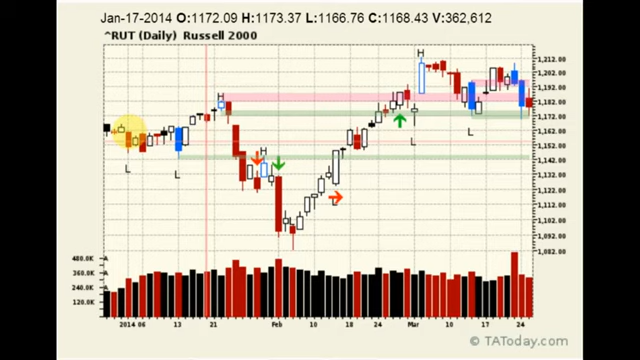 Jan-17-2014 O:1172.09 H:1173.37 L:1166.76 C:1168.43 V:362,612
^RUT (Daily) Russell 2000
H
H
H
L
L
L
L
L
1,212.00
1,202.00
1,192.00
1,182.00
1,172.00
1,162.00
1,152.00
1,142.00
1,132.00
1,122.00
1,112.00
1,102.00
1,092.00
1,082.00
480.0K
360.0K
240.0K
120.0K
2014 06 13 21 Feb 10 18 24 Mar 10 17 24
© TAToday.com